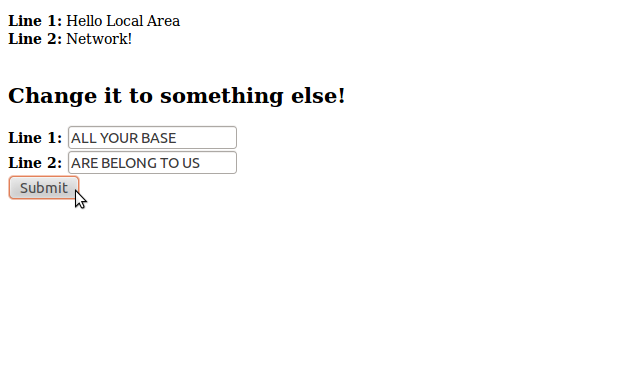 Line 1: Hello Local Area
Line 2: Network!
Change it to something else!
Line 1: ALL YOUR BASE
Line 2: ARE BELONG TO US
Submit